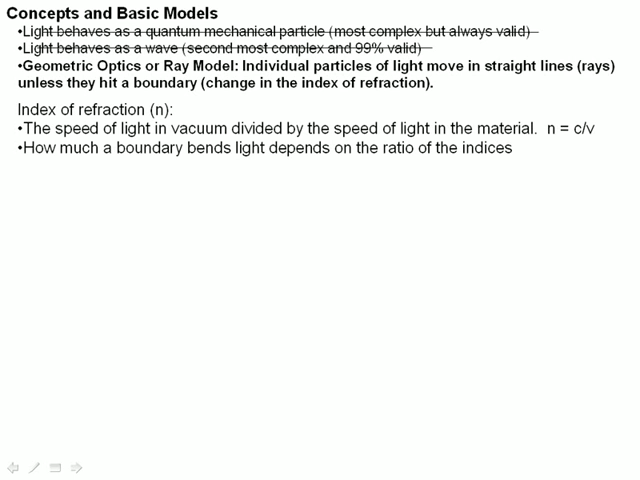 Concepts and Basic Models
•Light behaves as a quantum mechanical particle (most complex but always valid)
•Light behaves as a wave (second most complex and 99% valid)
•Geometric Optics or Ray Model: Individual particles of light move in straight lines (rays)
unless they hit a boundary (change in the index of refraction).
Index of refraction (n):
•The speed of light in vacuum divided by the speed of light in the material.  n = c/v
•How much a boundary bends light depends on the ratio of the indices